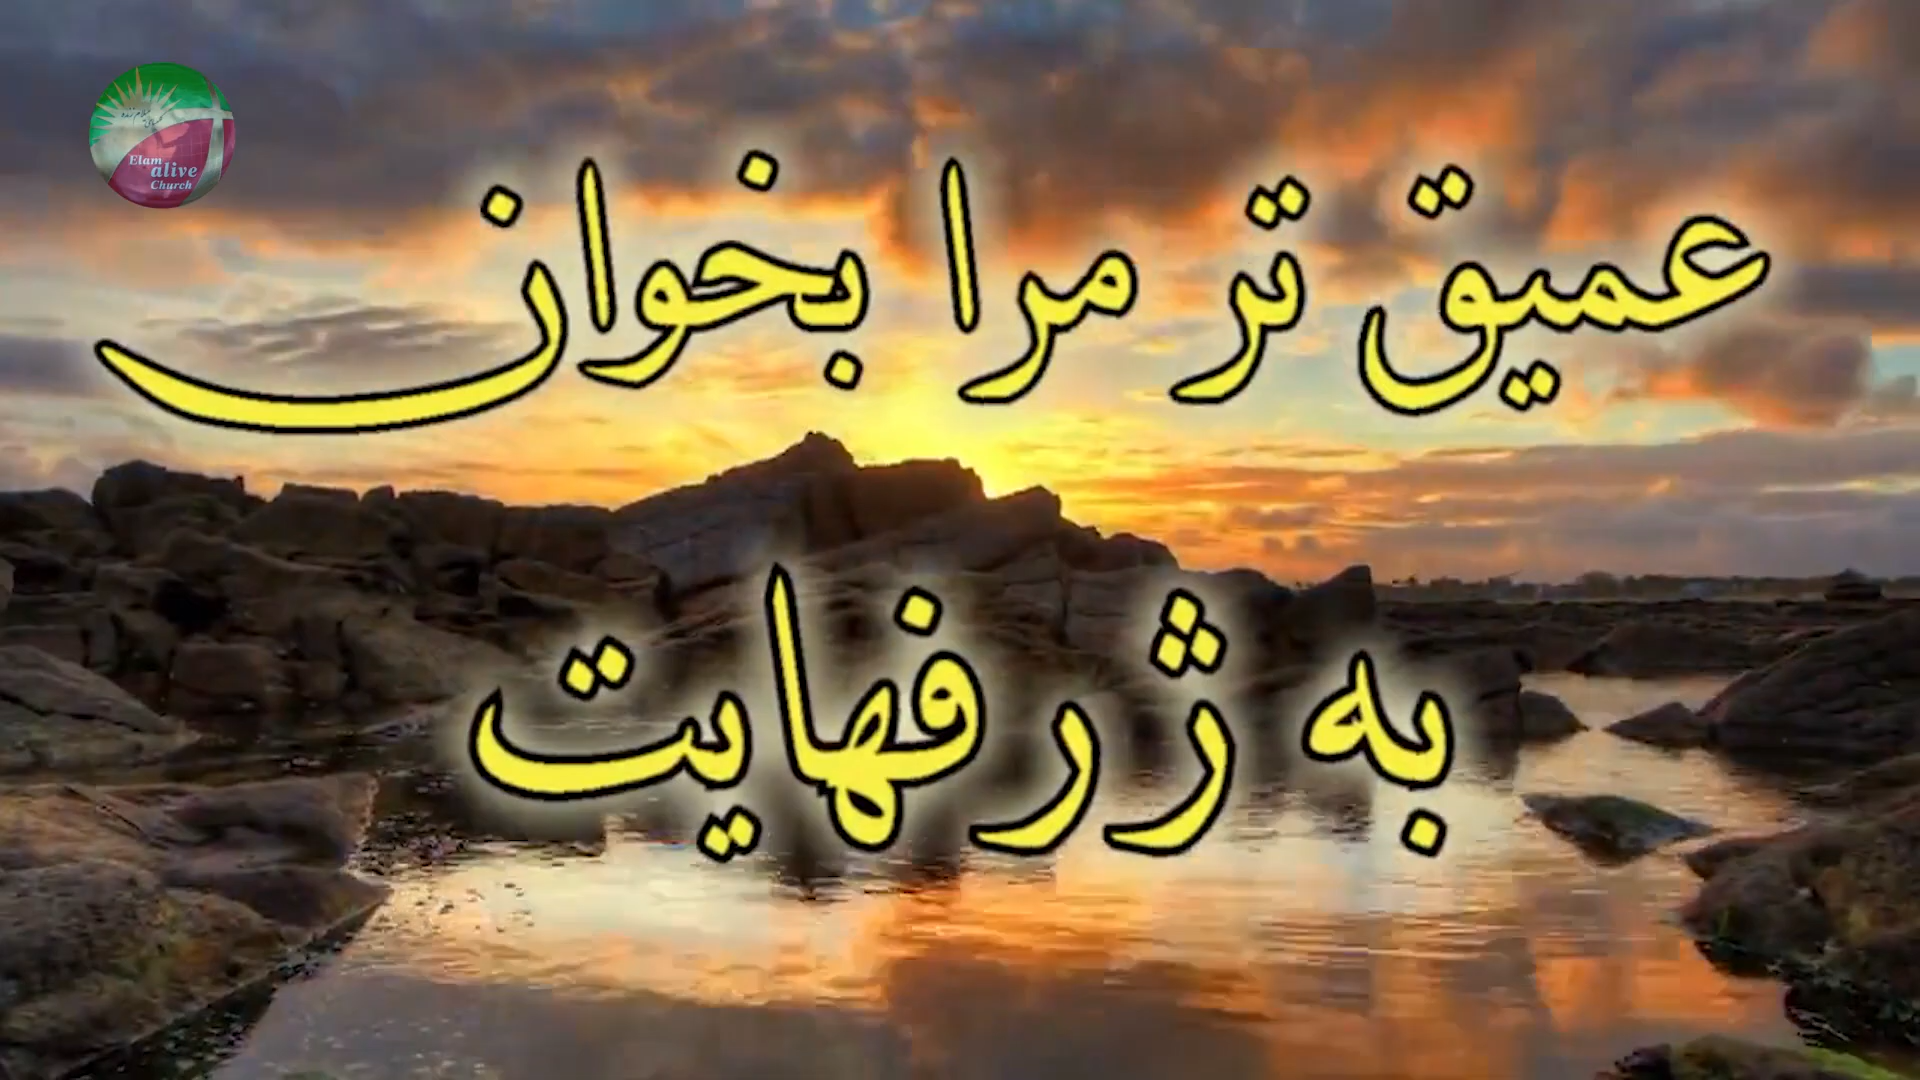 عمیق تر مرا بخوان
به ژرفهایت
Elam
alive
Church